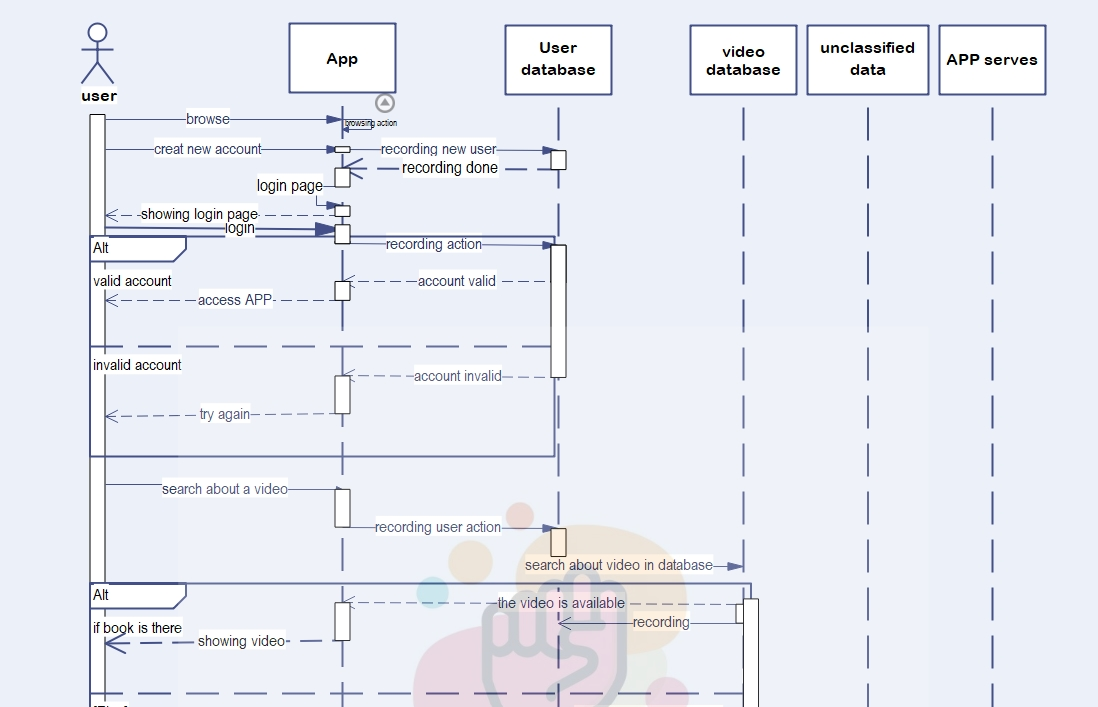 App
User
database
video
database
unclassified
data
APP serves
user
browse
browsing action
creat new account
recording new user
recording done
login page
showing login page
login
Alt
recording action
valid account
account valid
access APP
invalid account
account invalid
try again
search about a video
recording user action
search about video in database
Alt
the video is available
recording
if book is there
showing video